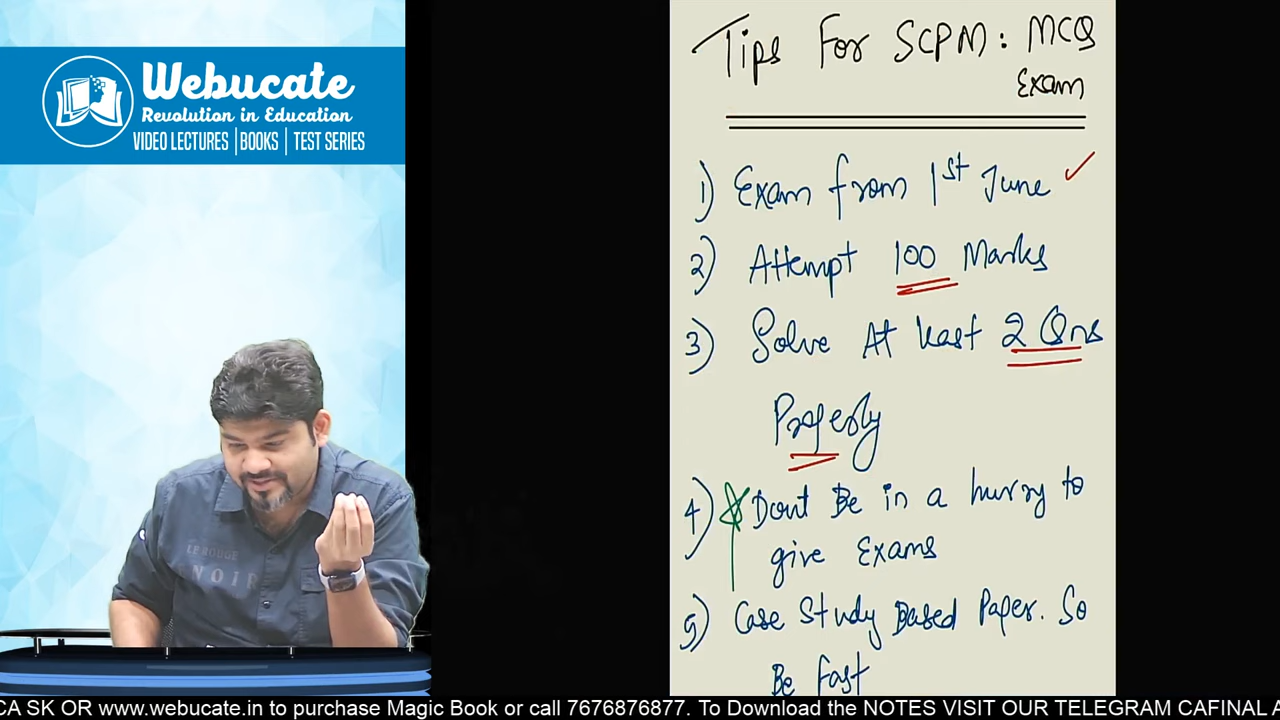 Webucate
Revolution in Education
VIDEO LECTURES | BOOKS | TEST SERIES
Tips For SCPM: MCQ
Exam
1) Exam from 1st June ✓
2) Attempt 100 Marks
3) Solve At least 2 Qns
Properly
4) Dont Be in a hurry to
give Exams
5) Case Study Based Paper. So
Be fast
NOIR
CA SK OR www.webucate.in to purchase Magic Book or call 7676876877. To Download the NOTES VISIT OUR TELEGRAM CAFINAL A